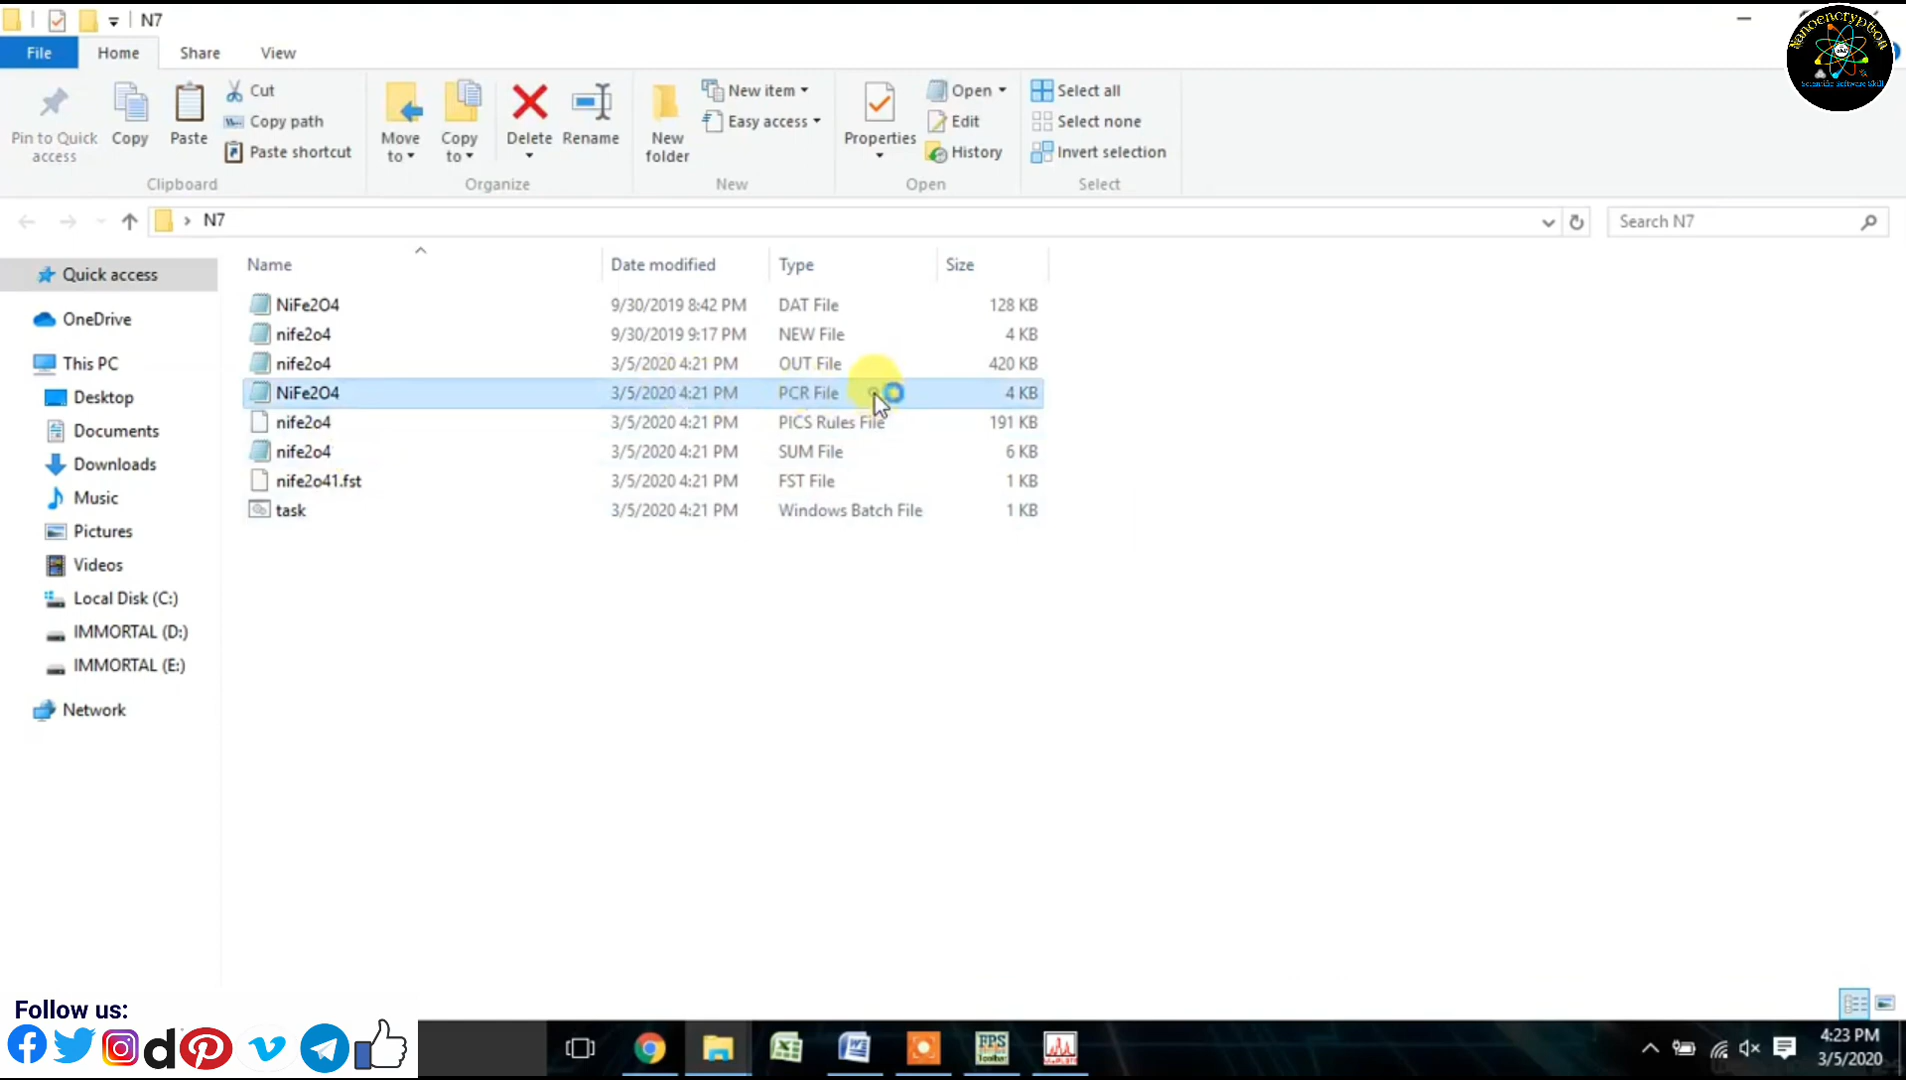 N7
File Home Share View
Nanoencryption
Scientific Software Skill
Pin to Quick access
Copy
Paste
Cut
Copy path
Paste shortcut
Move to
Copy to
Delete
Rename
New folder
New item
Easy access
Properties
Open
Edit
History
Select all
Select none
Invert selection
Clipboard Organize New Open Select
N7
Search N7
Name Date modified Type Size
NiFe2O4 9/30/2019 8:42 PM DAT File 128 KB
nife2o4 9/30/2019 9:17 PM NEW File 4 KB
nife2o4 3/5/2020 4:21 PM OUT File 420 KB
NiFe2O4 3/5/2020 4:21 PM PCR File 4 KB
nife2o4 3/5/2020 4:21 PM PICS Rules File 191 KB
nife2o4 3/5/2020 4:21 PM SUM File 6 KB
nife2o41.fst 3/5/2020 4:21 PM FST File 1 KB
task 3/5/2020 4:21 PM Windows Batch File 1 KB
Quick access
OneDrive
This PC
Desktop
Documents
Downloads
Music
Pictures
Videos
Local Disk (C:)
IMMORTAL (D:)
IMMORTAL (E:)
Network
Follow us:
FPS
Toolbar
4:23 PM
3/5/2020